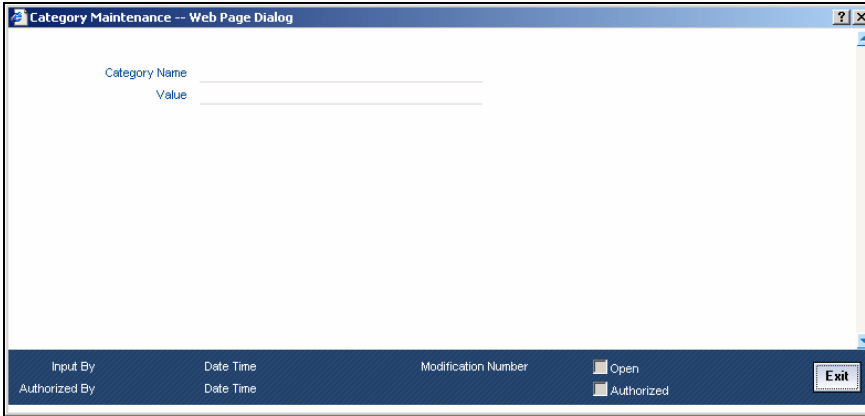 Category Maintenance -- Web Page Dialog
Category Name
Value
Input By Date Time Modification Number Open
Authorized By Date Time Authorized
Exit